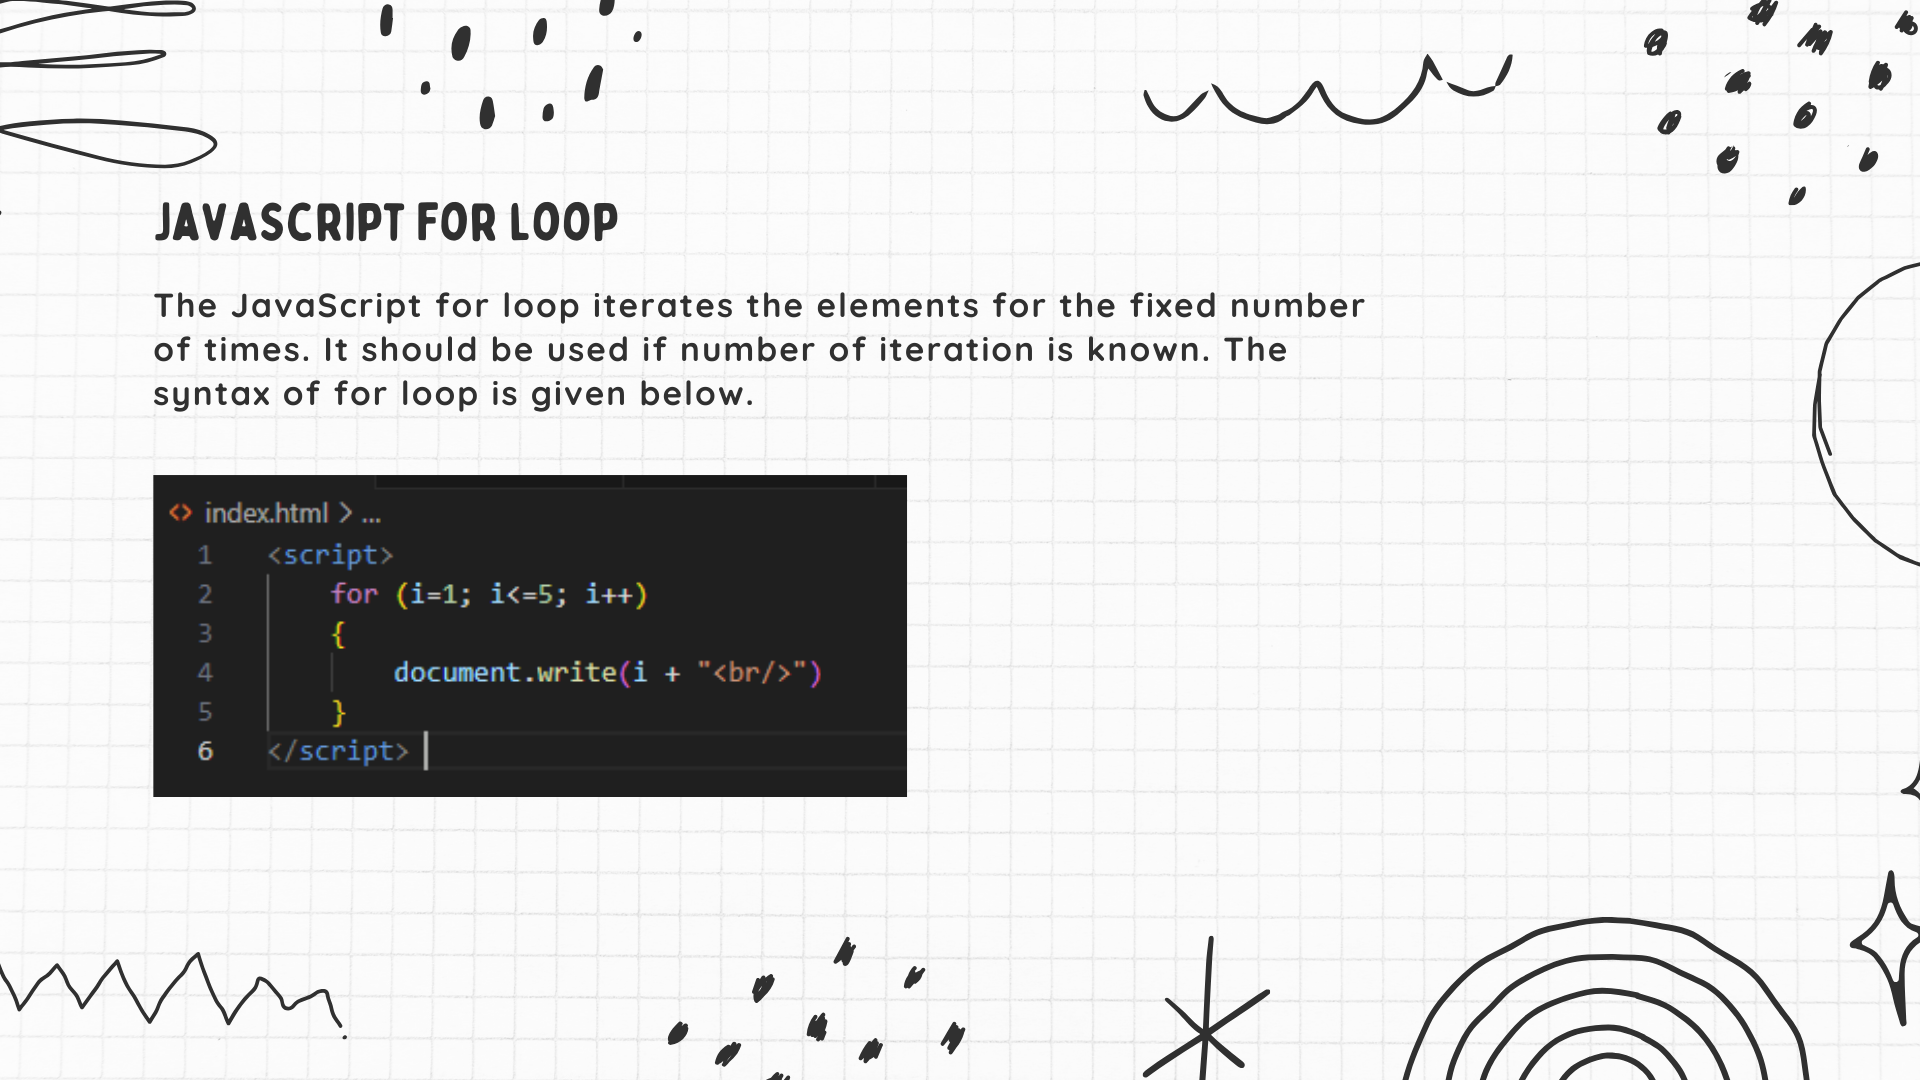 JAVASCRIPT FOR LOOP
The JavaScript for loop iterates the elements for the fixed number
of times. It should be used if number of iteration is known. The
syntax of for loop is given below.
<> index.html > ...
1 <script>
2 for (i=1; i<=5; i++)
3 {
4 document.write(i + "<br/>")
5 }
6 </script>